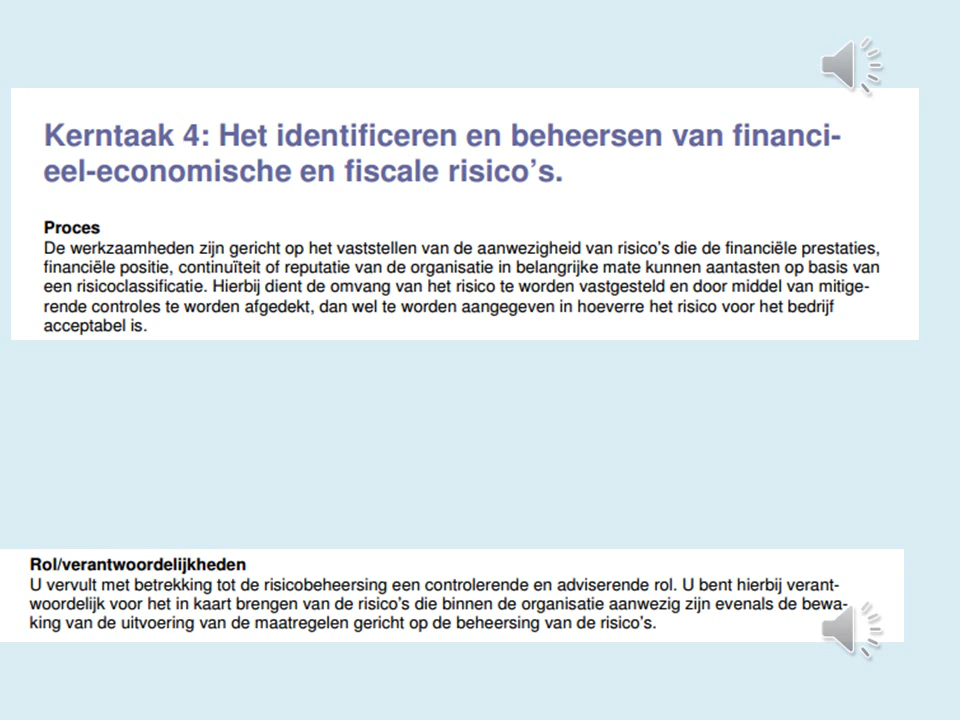 Kerntaak 4: Het identificeren en beheersen van financi-
eel-economische en fiscale risico's.
Proces
De werkzaamheden zijn gericht op het vaststellen van de aanwezigheid van risico's die de financiële prestaties,
financiële positie, continuïteit of reputatie van de organisatie in belangrijke mate kunnen aantasten op basis van
een risicoclassificatie. Hierbij dient de omvang van het risico te worden vastgesteld en door middel van mitige-
rende controles te worden afgedekt, dan wel te worden aangegeven in hoeverre het risico voor het bedrijf
acceptabel is.
Rol/verantwoordelijkheden
U vervult met betrekking tot de risicobeheersing een controlerende en adviserende rol. U bent hierbij verant-
woordelijk voor het in kaart brengen van de risico's die binnen de organisatie aanwezig zijn evenals de bewa-
king van de uitvoering van de maatregelen gericht op de beheersing van de risico's.